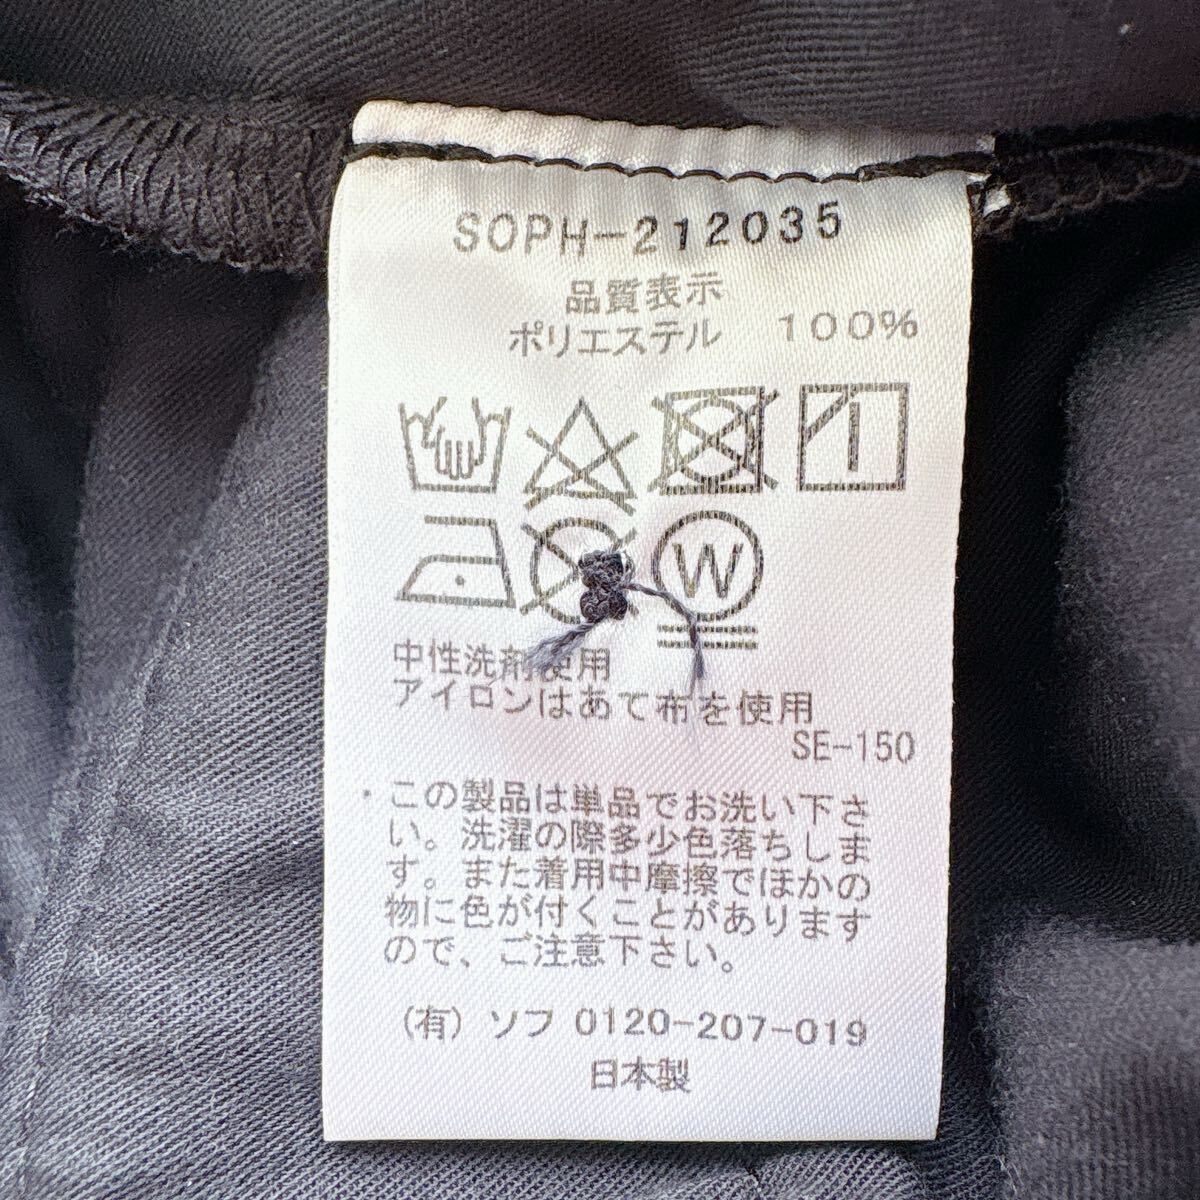 SOPH-212035
品質表示
ポリエステル 100%
W
中性洗剤使用
アイロンはあて布を使用
SE-150
・この製品は単品でお洗い下さ
い。洗濯の際多少色落ちしま
す。また着用中摩擦でほかの
物に色が付くことがあります
ので、ご注意下さい。
(有) ソフ 0120-207-019
日本製